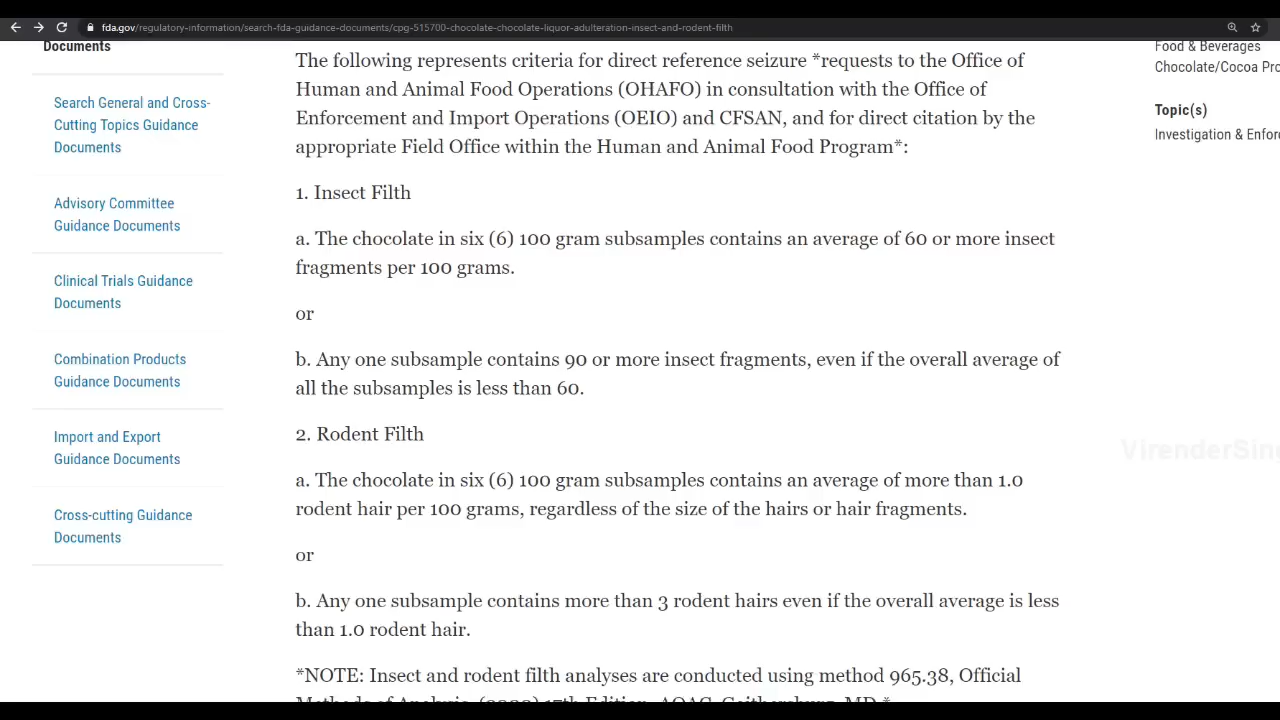 fda.gov/regulatory-information/search-fda-guidance-documents/cpg-515700-chocolate-chocolate-liquor-adulteration-insect-and-rodent-filth
Documents
Search General and Cross-
Cutting Topics Guidance
Documents
Advisory Committee
Guidance Documents
Clinical Trials Guidance
Documents
Combination Products
Guidance Documents
Import and Export
Guidance Documents
Cross-cutting Guidance
Documents
The following represents criteria for direct reference seizure *requests to the Office of
Human and Animal Food Operations (OHAFO) in consultation with the Office of
Enforcement and Import Operations (OEIO) and CFSAN, and for direct citation by the
appropriate Field Office within the Human and Animal Food Program*:
1. Insect Filth
a. The chocolate in six (6) 100 gram subsamples contains an average of 60 or more insect
fragments per 100 grams.
or
b. Any one subsample contains 90 or more insect fragments, even if the overall average of
all the subsamples is less than 60.
2. Rodent Filth
a. The chocolate in six (6) 100 gram subsamples contains an average of more than 1.0
rodent hair per 100 grams, regardless of the size of the hairs or hair fragments.
or
b. Any one subsample contains more than 3 rodent hairs even if the overall average is less
than 1.0 rodent hair.
*NOTE: Insect and rodent filth analyses are conducted using method 965.38, Official
Methods of Analysis, (2000) 17th Edition, AOAC, Gaithersburg, MD.*
Food & Beverages
Chocolate/Cocoa Pro
Topic(s)
Investigation & Enfor
VirenderSing